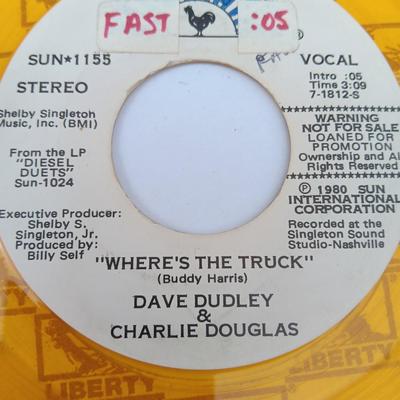 FAST :05
SUN★1155
VOCAL
STEREO
Intro :05
Time 3:09
7-1812-S
Shelby Singleton
Music, Inc. (BMI)
WARNING
NOT FOR SALE
LOANED FOR
PROMOTION
Ownership and All
Rights Reserved
From the LP
"DIESEL
DUETS"
Sun-1024
℗ 1980 SUN
INTERNATIONAL
CORPORATION
Executive Producer:
Shelby S.
Singleton, Jr.
Produced by:
Billy Self
Recorded at the
Singleton Sound
Studio-Nashville
"WHERE'S THE TRUCK"
(Buddy Harris)
DAVE DUDLEY
&
CHARLIE DOUGLAS
LIBERTY
LIBERTY